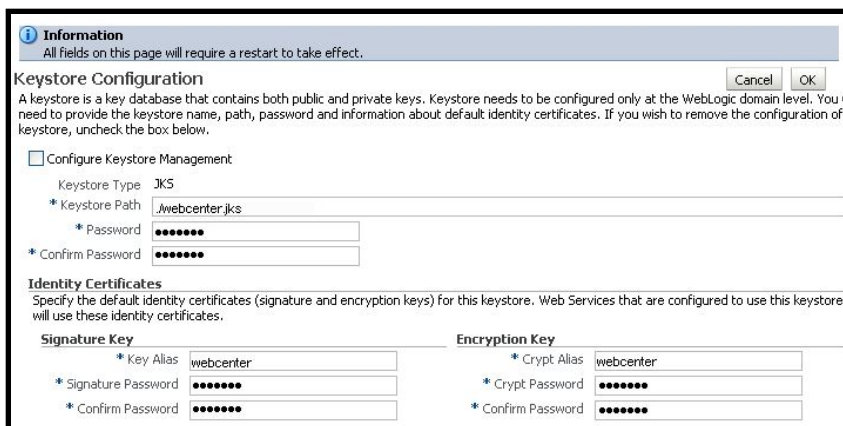 Information
All fields on this page will require a restart to take effect.
Keystore Configuration
Cancel OK
A keystore is a key database that contains both public and private keys. Keystore needs to be configured only at the WebLogic domain level. You
need to provide the keystore name, path, password and information about default identity certificates. If you wish to remove the configuration of
keystore, uncheck the box below.
Configure Keystore Management
Keystore Type JKS
* Keystore Path ./webcenter.jks
* Password •••••••
* Confirm Password •••••••
Identity Certificates
Specify the default identity certificates (signature and encryption keys) for this keystore. Web Services that are configured to use this keystore
will use these identity certificates.
Signature Key Encryption Key
* Key Alias webcenter * Crypt Alias webcenter
* Signature Password ••••••• * Crypt Password •••••••
* Confirm Password ••••••• * Confirm Password •••••••